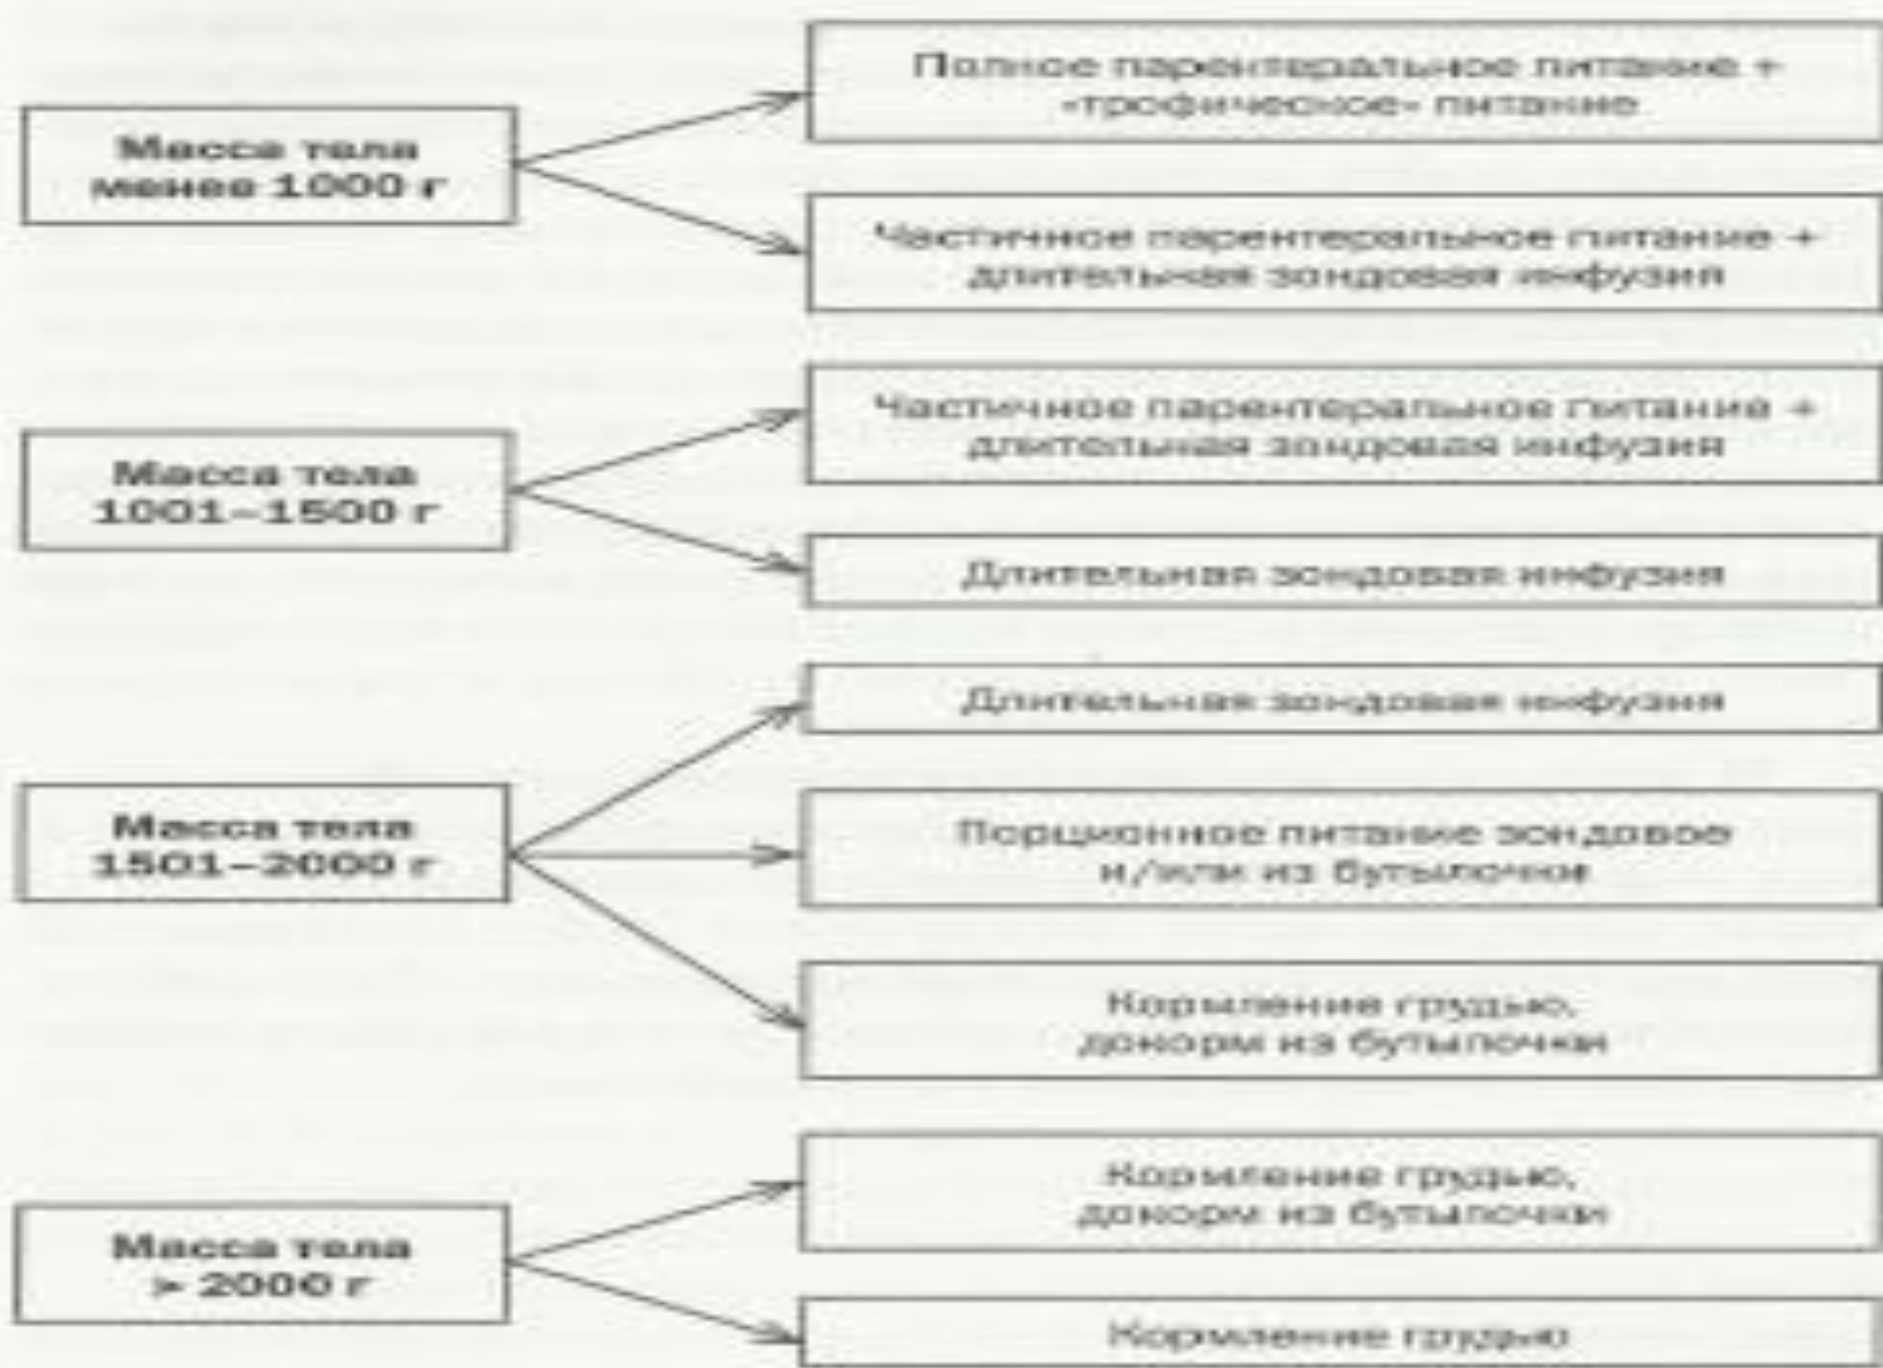 Масса тела
менее 1000 г
Полное парентеральное питание +
«трофическое» питание
Частичное парентеральное питание +
длительная зондовая инфузия
Масса тела
1001–1500 г
Частичное парентеральное питание +
длительная зондовая инфузия
Длительная зондовая инфузия
Масса тела
1501–2000 г
Длительная зондовая инфузия
Порционное питание зондовое
и/или из бутылочки
Кормление грудью,
докорм из бутылочки
Масса тела
> 2000 г
Кормление грудью,
докорм из бутылочки
Кормление грудью